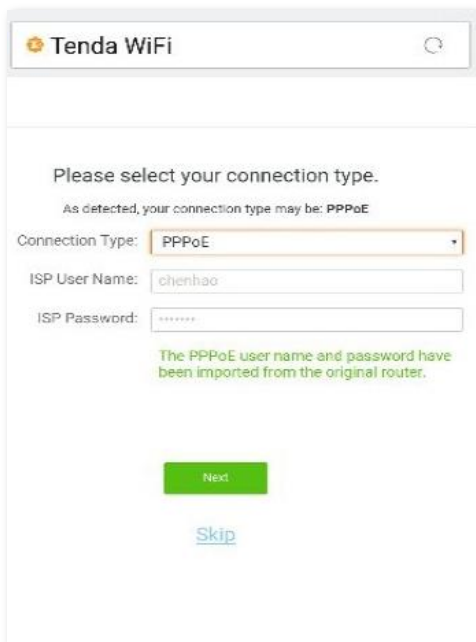 Tenda WiFi
Please select your connection type.
As detected, your connection type may be: PPPoE
Connection Type: PPPoE
ISP User Name: chenhao
ISP Password: •••••••
The PPPoE user name and password have
been imported from the original router.
Next
Skip